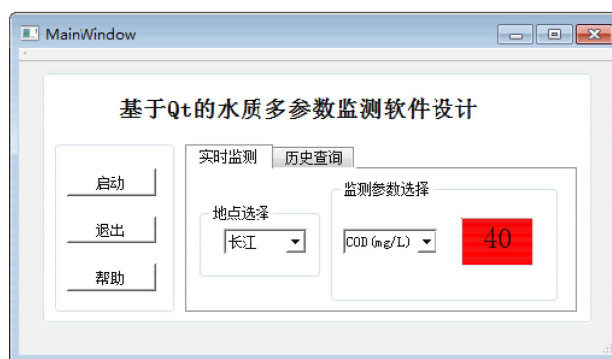 MainWindow
基于Qt的水质多参数监测软件设计
启动
退出
帮助
实时监测
历史查询
地点选择
长江
监测参数选择
COD(mg/L)
40